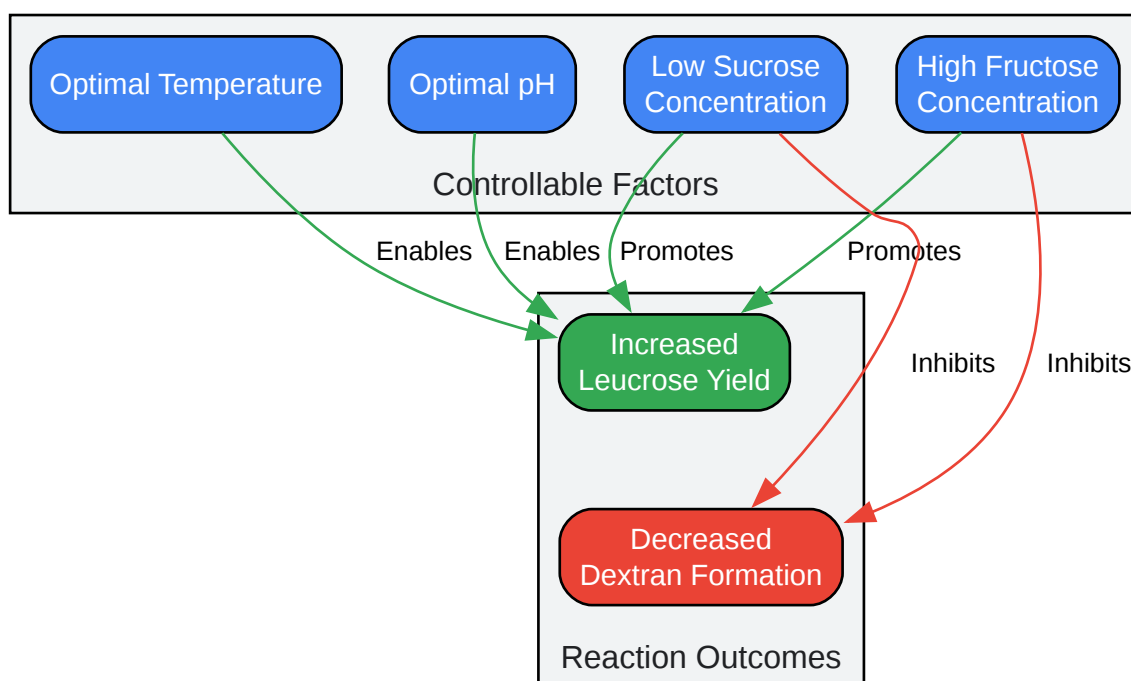 Optimal Temperature
Optimal pH
Low Sucrose
Concentration
High Fructose
Concentration
Controllable Factors
Enables
Enables
Promotes
Promotes
Increased
Leucrose Yield
Inhibits
Inhibits
Decreased
Dextran Formation
Reaction Outcomes